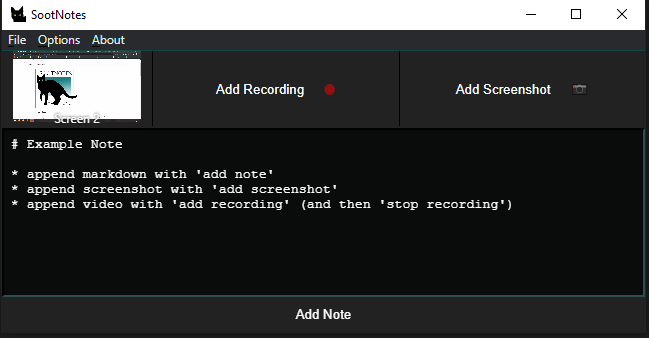 SootNotes
File Options About
Screen 2
Add Recording
Add Screenshot
# Example Note
* append markdown with 'add note'
* append screenshot with 'add screenshot'
* append video with 'add recording' (and then 'stop recording')
Add Note